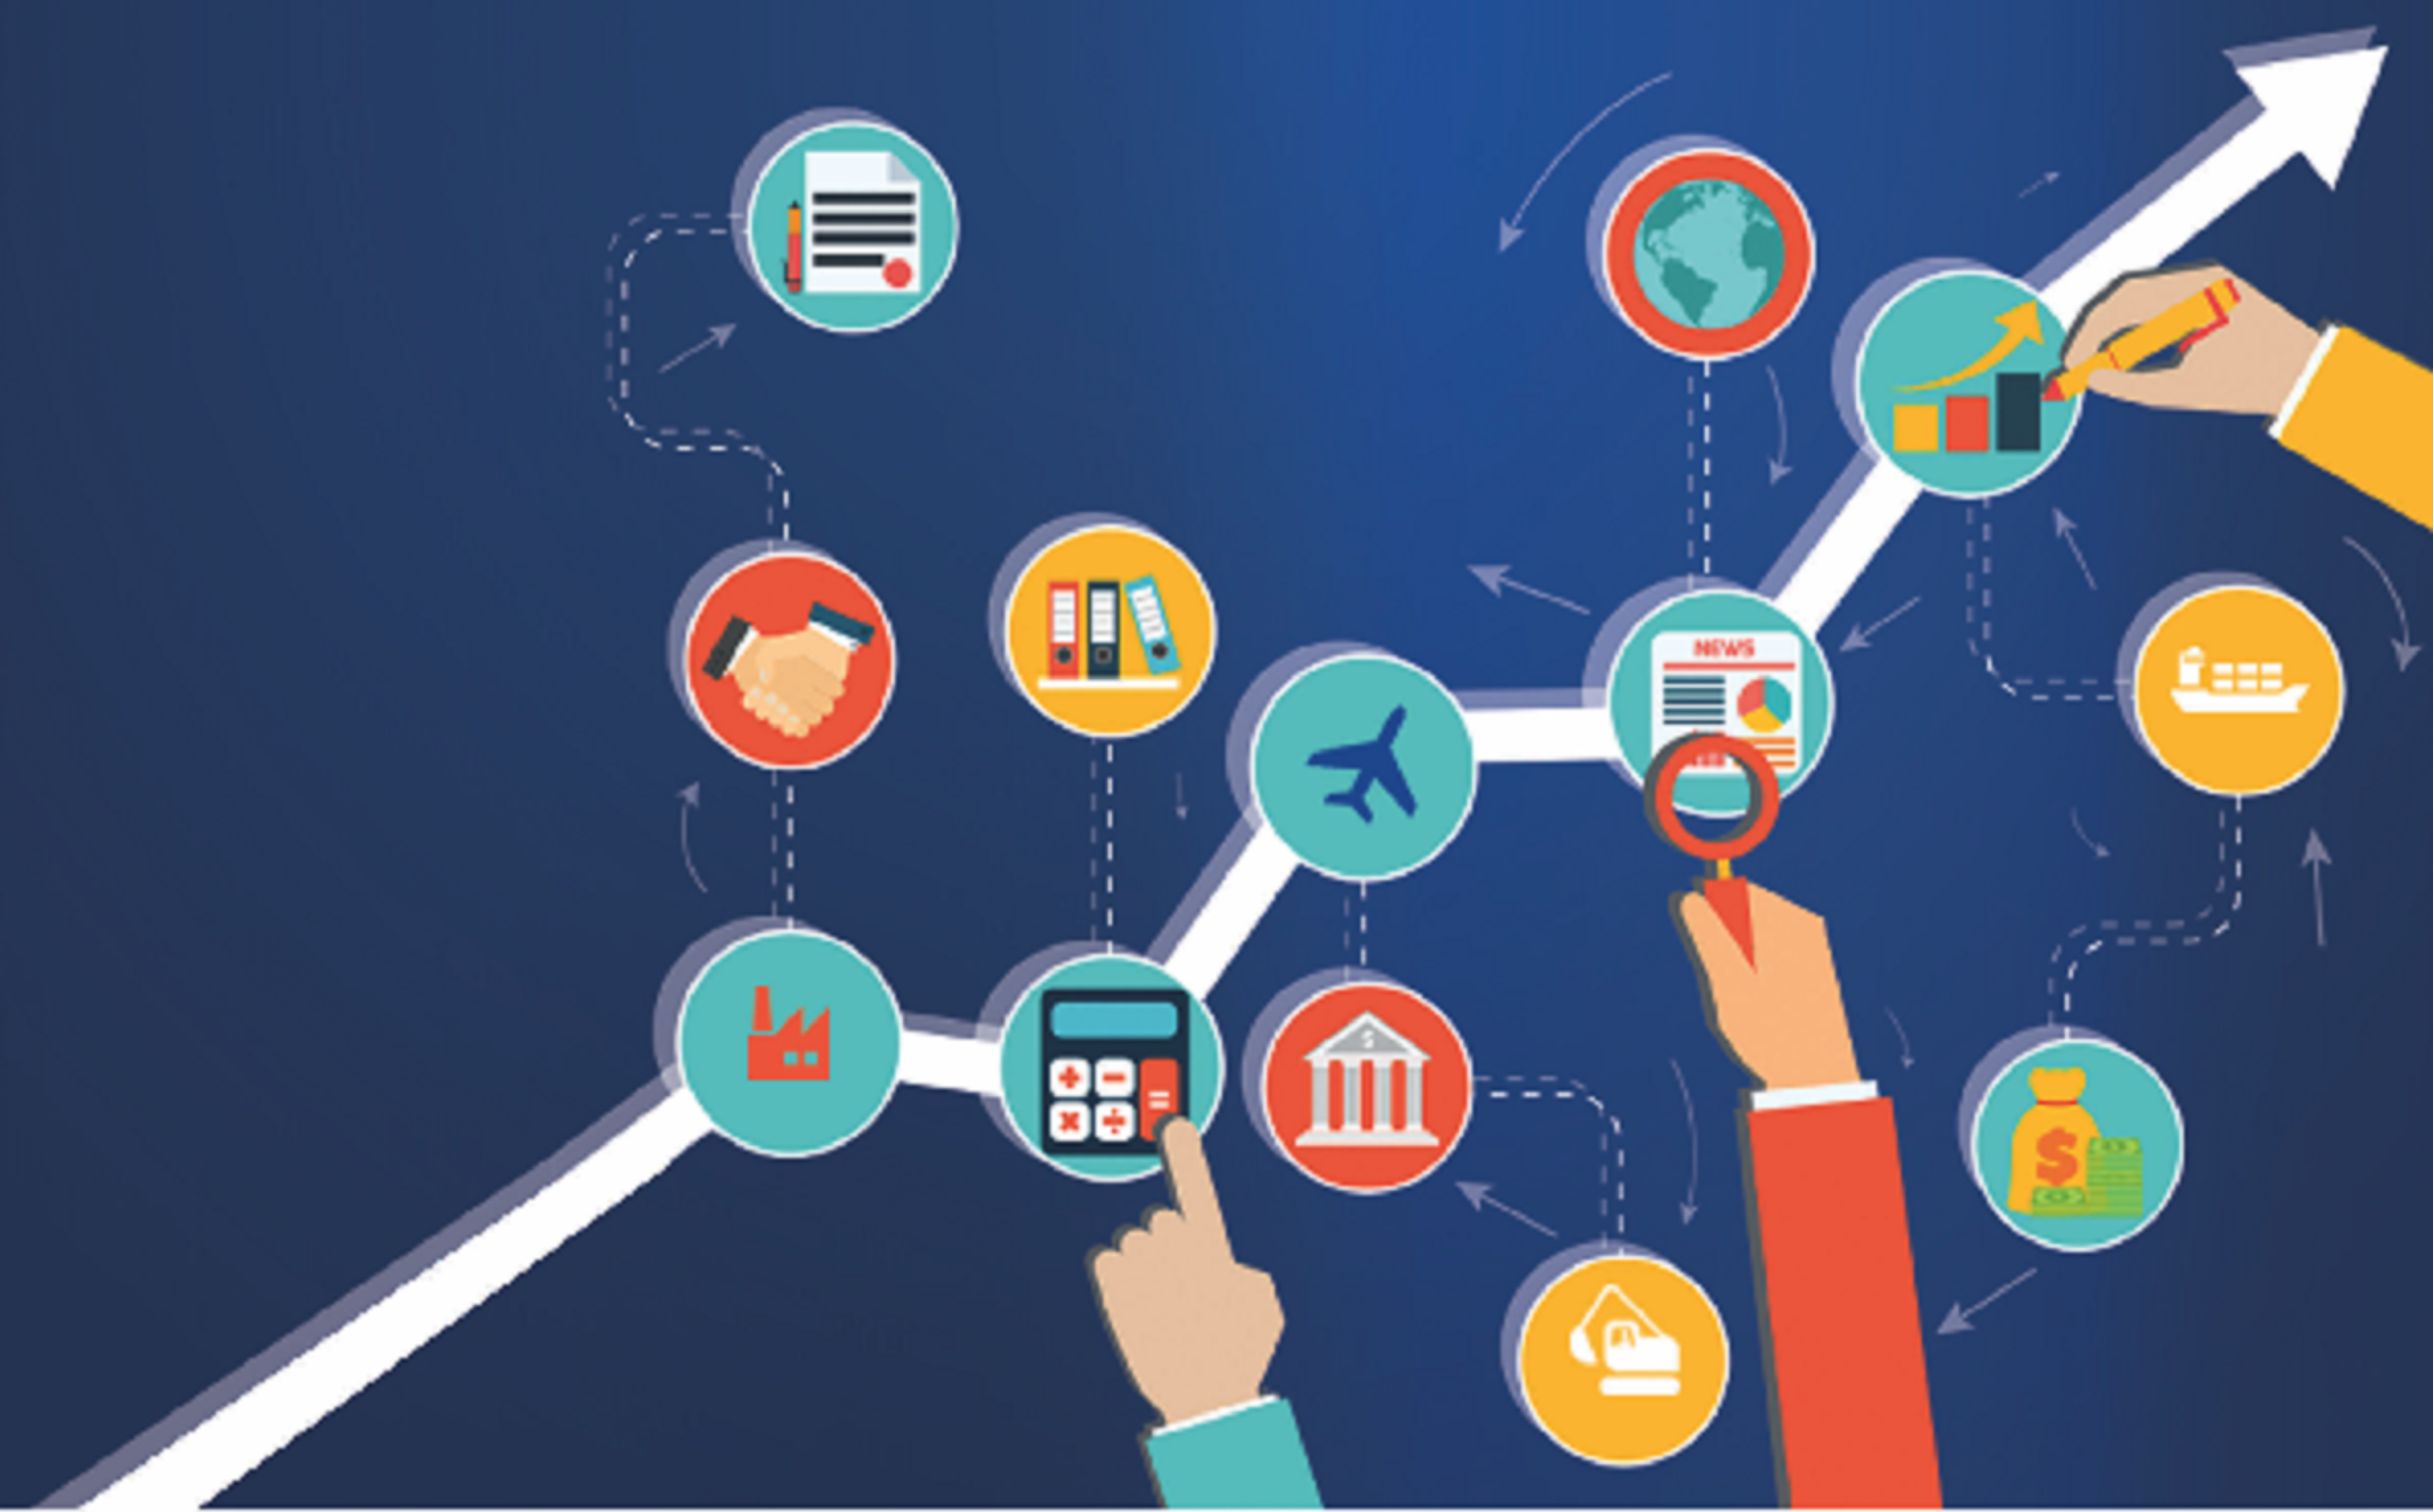 NEWS
+ −
× ÷ =
$
$